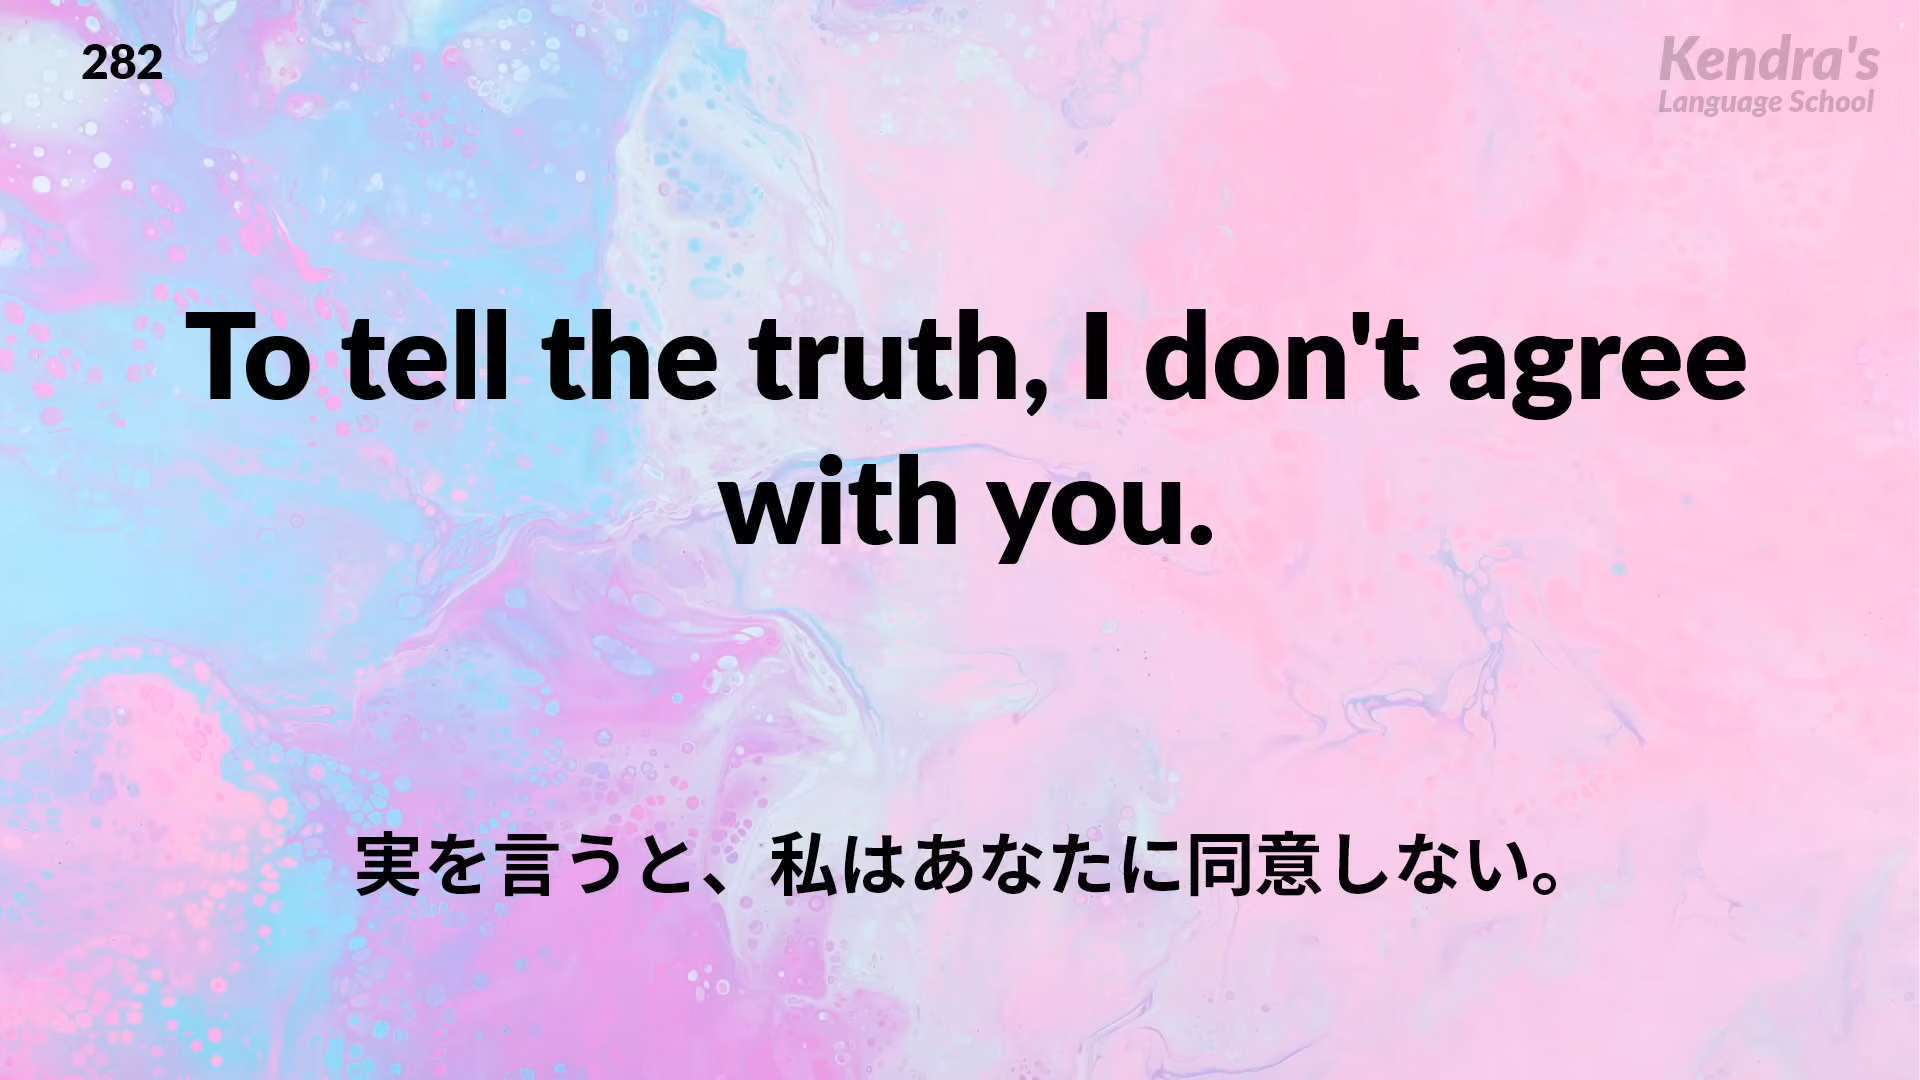 282
Kendra's
Language School
To tell the truth, I don't agree
with you.
実を言うと、私はあなたに同意しない。